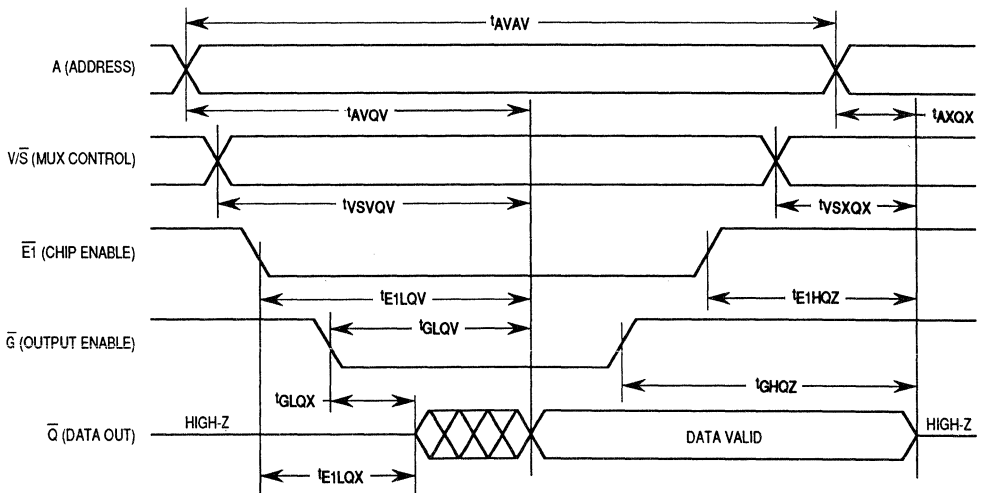 tAVAV
A (ADDRESS)
tAVQV
tAXQX
V/S̅ (MUX CONTROL)
tVSVQV
tVSXQX
E̅1̅ (CHIP ENABLE)
tE1LQV
tE1HQZ
tGLQV
G̅ (OUTPUT ENABLE)
tGLQX
tGHQZ
HIGH-Z
HIGH-Z
Q̅ (DATA OUT)
DATA VALID
tE1LQX